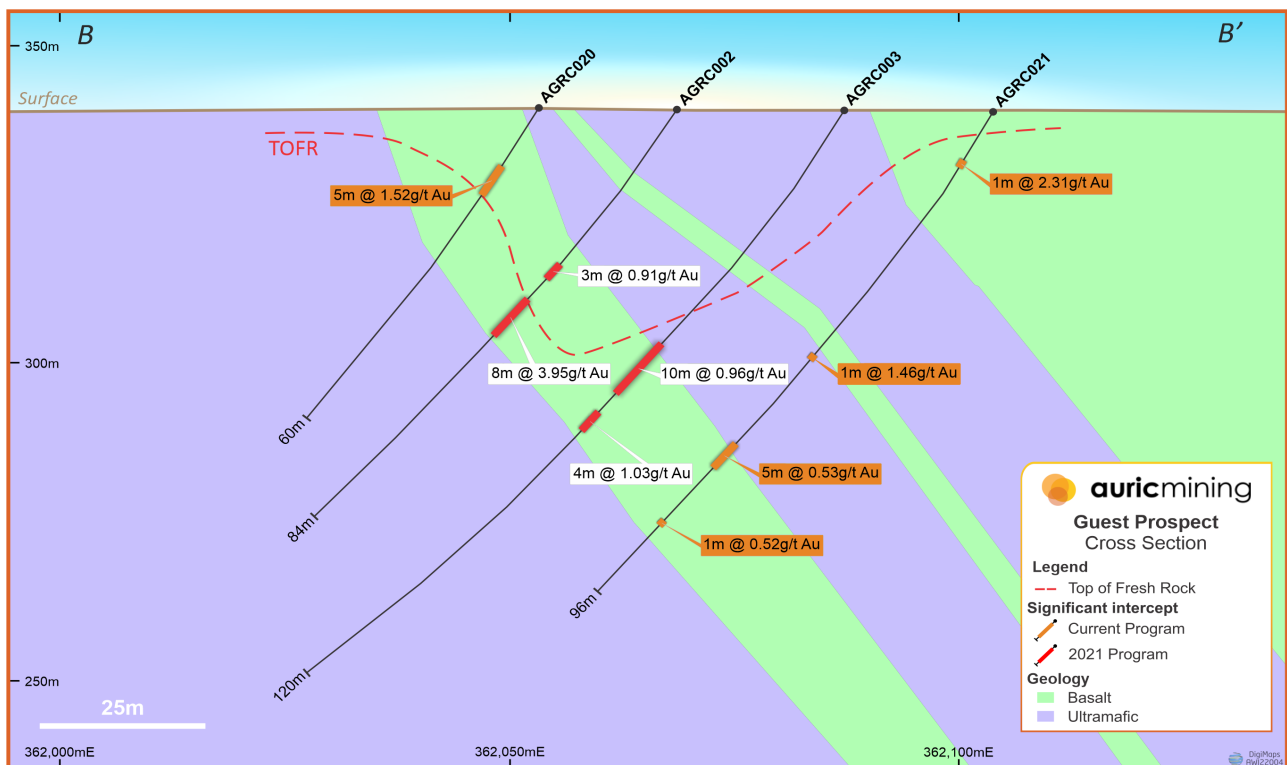 B
B'
350m
AGRC020
AGRC002
AGRC003
AGRC021
Surface
TOFR
5m @ 1.52g/t Au
1m @ 2.31g/t Au
3m @ 0.91g/t Au
300m
8m @ 3.95g/t Au
10m @ 0.96g/t Au
1m @ 1.46g/t Au
60m
4m @ 1.03g/t Au
5m @ 0.53g/t Au
84m
1m @ 0.52g/t Au
96m
250m
120m
25m
362,000mE
362,050mE
362,100mE
auricmining
Guest Prospect
Cross Section
Legend
Top of Fresh Rock
Significant intercept
Current Program
2021 Program
Geology
Basalt
Ultramafic
DigiMaps
AWJ22004